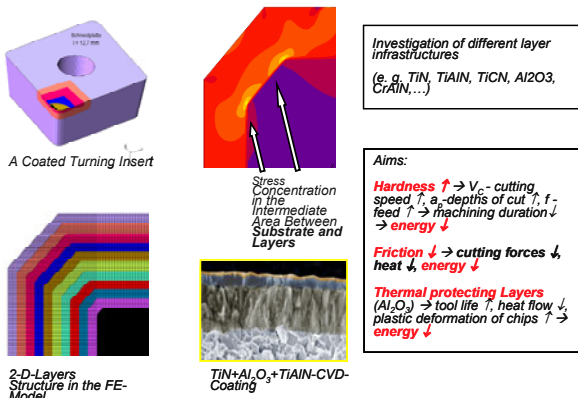 Schneidplatte
A Coated Turning Insert
Stress
Concentration
in the
Intermediate
Area Between
Substrate and
Layers
Investigation of different layer
infrastructures
(e. g. TiN, TiAlN, TiCN, Al2O3,
CrAlN,…)
Aims:
Hardness ↑ → V_C - cutting
speed ↑, a_p-depths of cut ↑, f -
feed ↑ → machining duration↓
→ energy ↓
Friction ↓ → cutting forces ↓,
heat ↓, energy ↓
Thermal protecting Layers
(Al₂O₃) → tool life ↑, heat flow ↓,
plastic deformation of chips ↑ →
energy ↓
2-D-Layers
Structure in the FE-
Model
TiN+Al₂O₃+TiAlN-CVD-
Coating